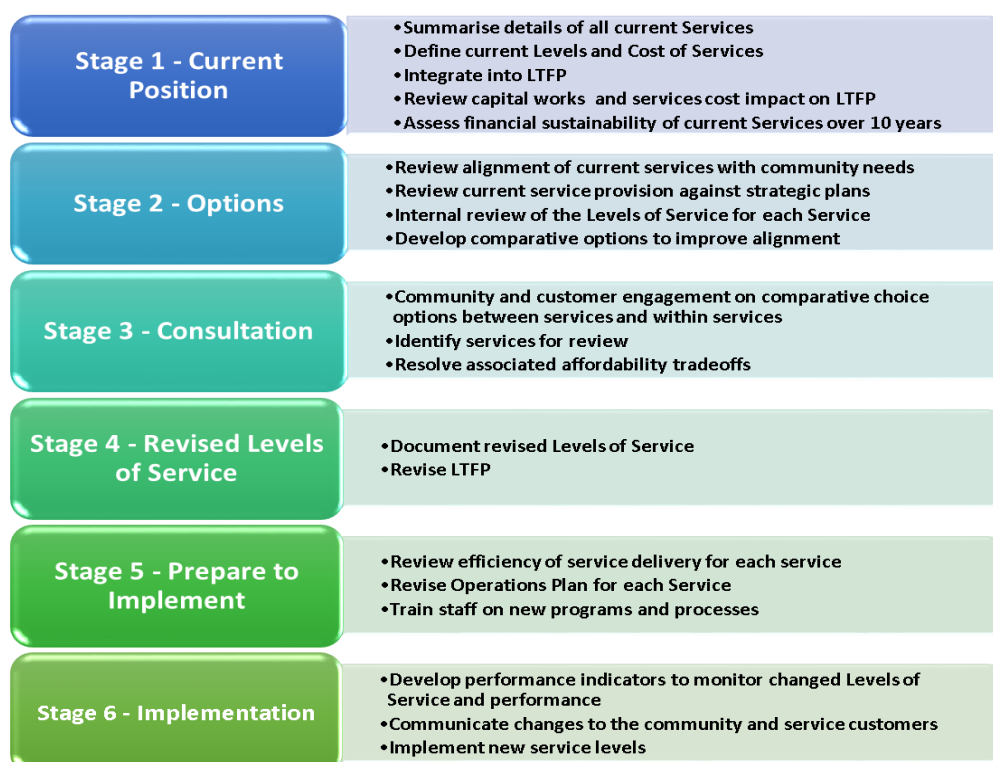 Stage 1 - Current
Position
•Summarise details of all current Services
•Define current Levels and Cost of Services
•Integrate into LTFP
•Review capital works and services cost impact on LTFP
•Assess financial sustainability of current Services over 10 years
Stage 2 - Options
•Review alignment of current services with community needs
•Review current service provision against strategic plans
•Internal review of the Levels of Service for each Service
•Develop comparative options to improve alignment
Stage 3 - Consultation
•Community and customer engagement on comparative choice
options between services and within services
•Identify services for review
•Resolve associated affordability tradeoffs
Stage 4 - Revised Levels
of Service
•Document revised Levels of Service
•Revise LTFP
Stage 5 - Prepare to
Implement
•Review efficiency of service delivery for each service
•Revise Operations Plan for each Service
•Train staff on new programs and processes
Stage 6 - Implementation
•Develop performance indicators to monitor changed Levels of
Service and performance
•Communicate changes to the community and service customers
•Implement new service levels